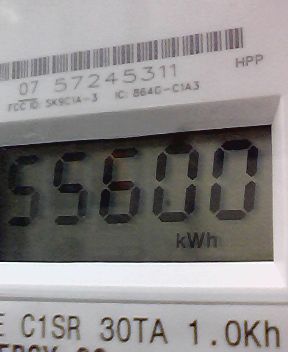 07 57245311
HPP
FCC ID: SK9C1A-3 IC: 864G-C1A3
55600
kWh
E C1SR 30TA 1.0Kh